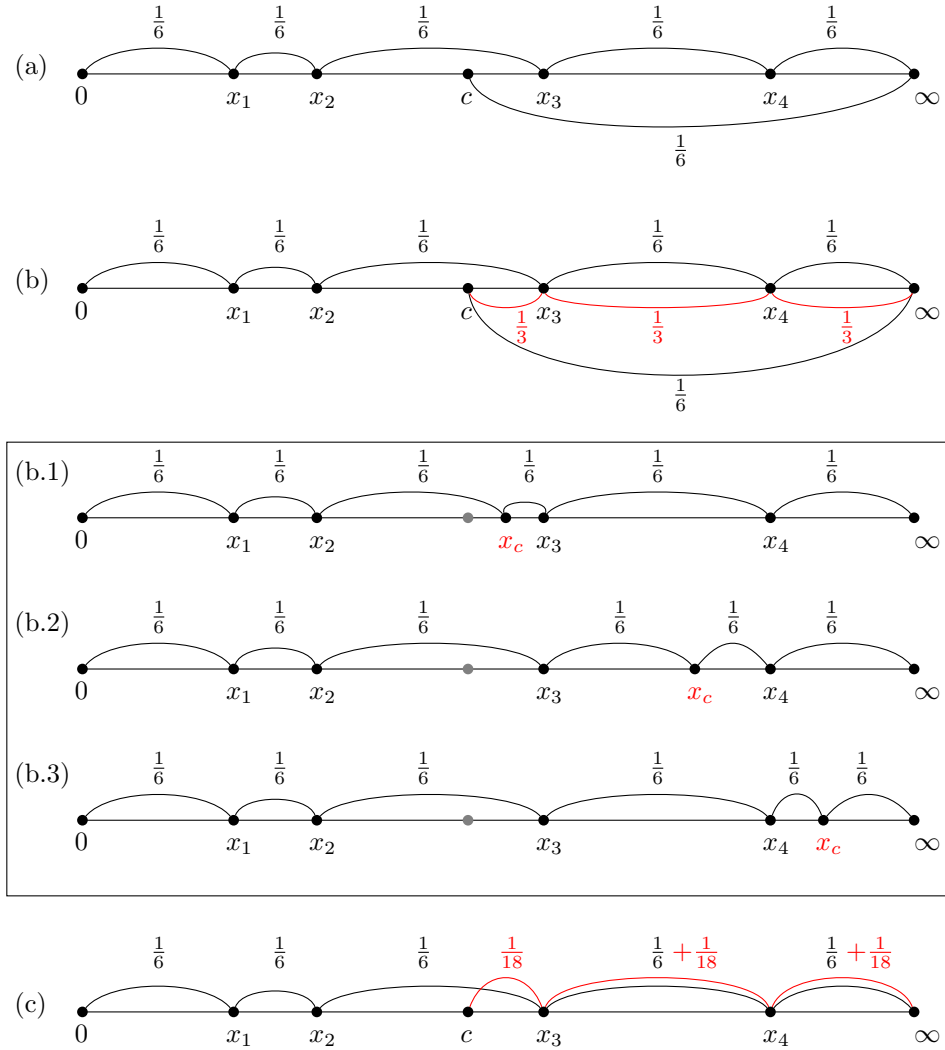 1/6 1/6 1/6 1/6 1/6
(a)
0 x₁ x₂ c x₃ x₄ ∞
1/6
1/6 1/6 1/6 1/6 1/6
(b)
0 x₁ x₂ c 1/3 x₃ 1/3 x₄ 1/3 ∞
1/6
(b.1) 1/6 1/6 1/6 1/6 1/6 1/6
0 x₁ x₂ x_c x₃ x₄ ∞
(b.2) 1/6 1/6 1/6 1/6 1/6 1/6
0 x₁ x₂ x₃ x_c x₄ ∞
(b.3) 1/6 1/6 1/6 1/6 1/6 1/6
0 x₁ x₂ x₃ x₄ x_c ∞
1/6 1/6 1/6 1/18 1/6 + 1/18 1/6 + 1/18
(c)
0 x₁ x₂ c x₃ x₄ ∞